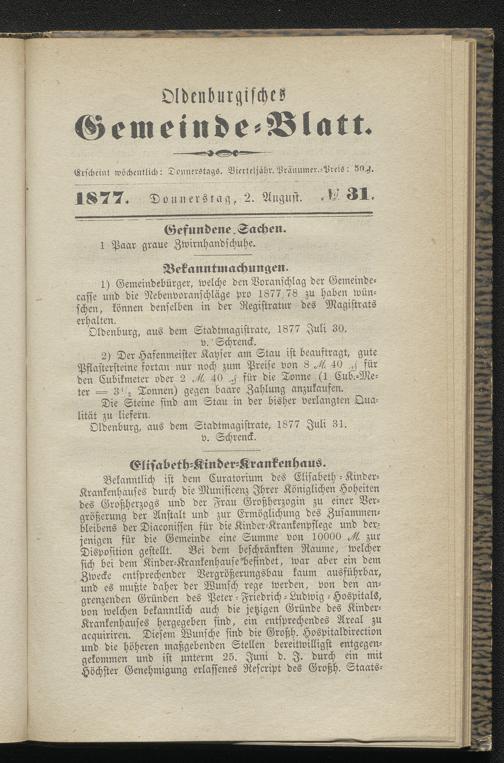 Oldenburgisches
Gemeinde-Blatt.
Erscheint wöchentlich: Donnerstags. Vierteljähr. Pränumer.-Preis: 50 ₰.
1877. Donnerstag, 2. August. № 31.
Gefundene Sachen.
1 Paar graue Zwirnhandschuhe.
Bekanntmachungen.
1) Gemeindebürger, welche den Voranschlag der Gemeinde-
casse und die Nebenvoranschläge pro 1877/78 zu haben wün-
schen, können denselben in der Registratur des Magistrats
erhalten.
Oldenburg, aus dem Stadtmagistrate, 1877 Juli 30.
v. Schrenck.
2) Der Hafenmeister Kayser am Stau ist beauftragt, gute
Pflastersteine fortan nur noch zum Preise von 8 ℳ 40 ₰ für
den Cubikmeter oder 2 ℳ 40 ₰ für die Tonne (1 Cub.-Me-
ter = 3½ Tonnen) gegen baare Zahlung anzukaufen.
Die Steine sind am Stau in der bisher verlangten Qua-
lität zu liefern.
Oldenburg, aus dem Stadtmagistrate, 1877 Juli 31.
v. Schrenck.
Elisabeth-Kinder-Krankenhaus.
Bekanntlich ist dem Curatorium des Elisabeth-Kinder-
Krankenhauses durch die Munificenz Ihrer Königlichen Hoheiten
des Großherzogs und der Frau Großherzogin zu einer Ver-
größerung der Anstalt und zur Ermöglichung des Zusammen-
bleibens der Diaconissen für die Kinder-Krankenpflege und der-
jenigen für die Gemeinde eine Summe von 10000 ℳ zur
Disposition gestellt. Bei dem beschränkten Raume, welcher
sich bei dem Kinder-Krankenhause befindet, war aber ein dem
Zwecke entsprechender Vergrößerungsbau kaum ausführbar,
und es mußte daher der Wunsch rege werden, von den an-
grenzenden Gründen des Peter-Friedrich-Ludwig-Hospitals,
von welchen bekanntlich auch die jetzigen Gründe des Kinder-
Krankenhauses hergegeben sind, ein entsprechendes Areal zu
acquiriren. Diesem Wunsche sind die Großh. Hospitaldirection
und die höheren maßgebenden Stellen bereitwilligst entgegen-
gekommen und ist unterm 25. Juni d. J. durch ein mit
Höchster Genehmigung erlassenes Rescript des Großh. Staats-